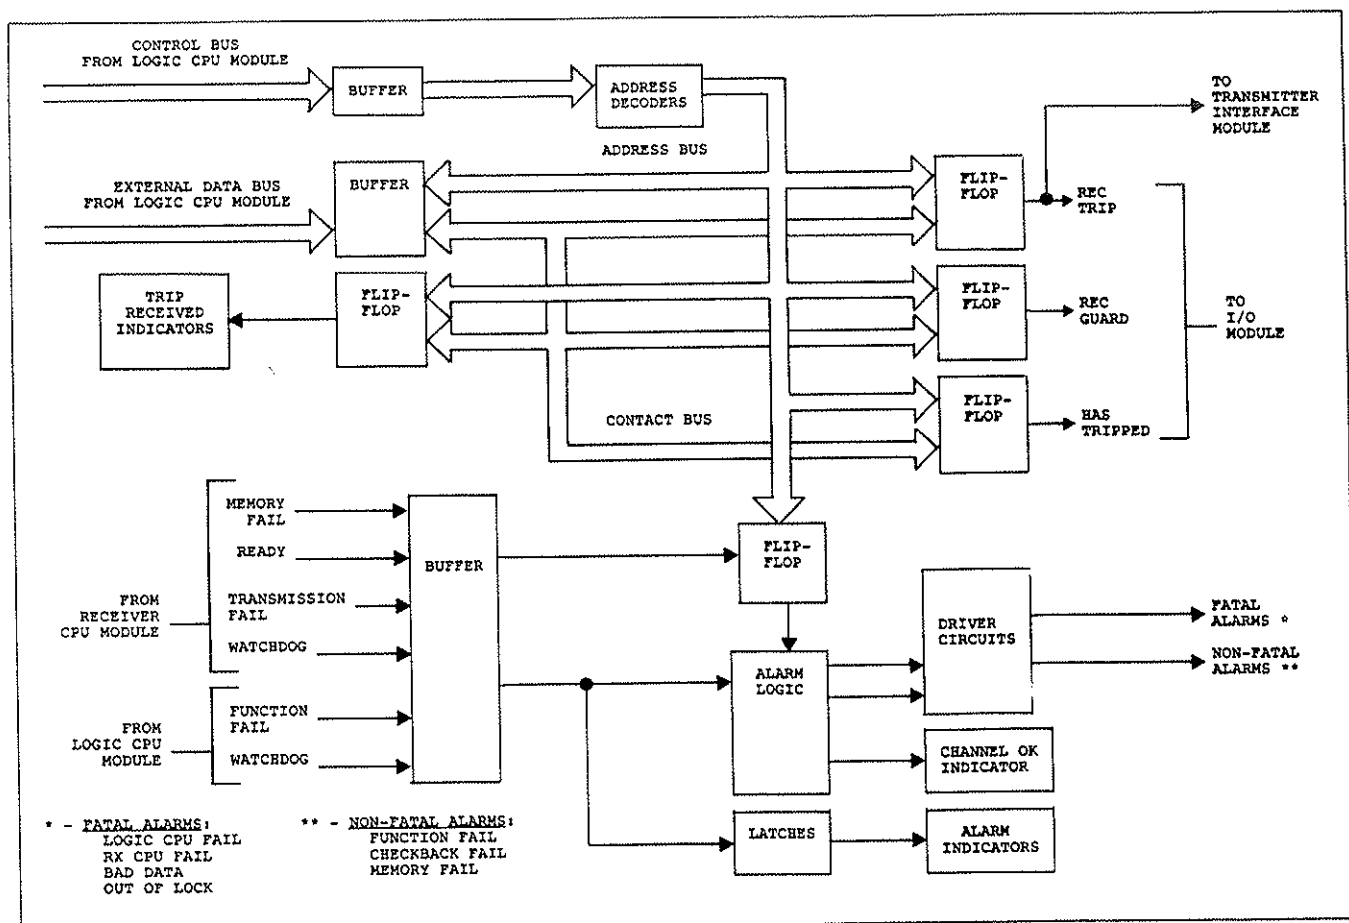 CONTROL BUS
FROM LOGIC CPU MODULE
BUFFER
ADDRESS
DECODERS
TO
TRANSMITTER
INTERFACE
MODULE
ADDRESS BUS
EXTERNAL DATA BUS
FROM LOGIC CPU MODULE
BUFFER
FLIP-
FLOP
REC
TRIP
TRIP
RECEIVED
INDICATORS
FLIP-
FLOP
FLIP-
FLOP
REC
GUARD
TO
I/O
MODULE
CONTACT BUS
FLIP-
FLOP
HAS
TRIPPED
MEMORY
FAIL
READY
TRANSMISSION
FAIL
WATCHDOG
FROM
RECEIVER
CPU MODULE
BUFFER
FLIP-
FLOP
DRIVER
CIRCUITS
FATAL
ALARMS *
NON-FATAL
ALARMS **
ALARM
LOGIC
FUNCTION
FAIL
WATCHDOG
FROM
LOGIC CPU
MODULE
CHANNEL OK
INDICATOR
LATCHES
ALARM
INDICATORS
* - FATAL ALARMS:
LOGIC CPU FAIL
RX CPU FAIL
BAD DATA
OUT OF LOCK
** - NON-FATAL ALARMS:
FUNCTION FAIL
CHECKBACK FAIL
MEMORY FAIL